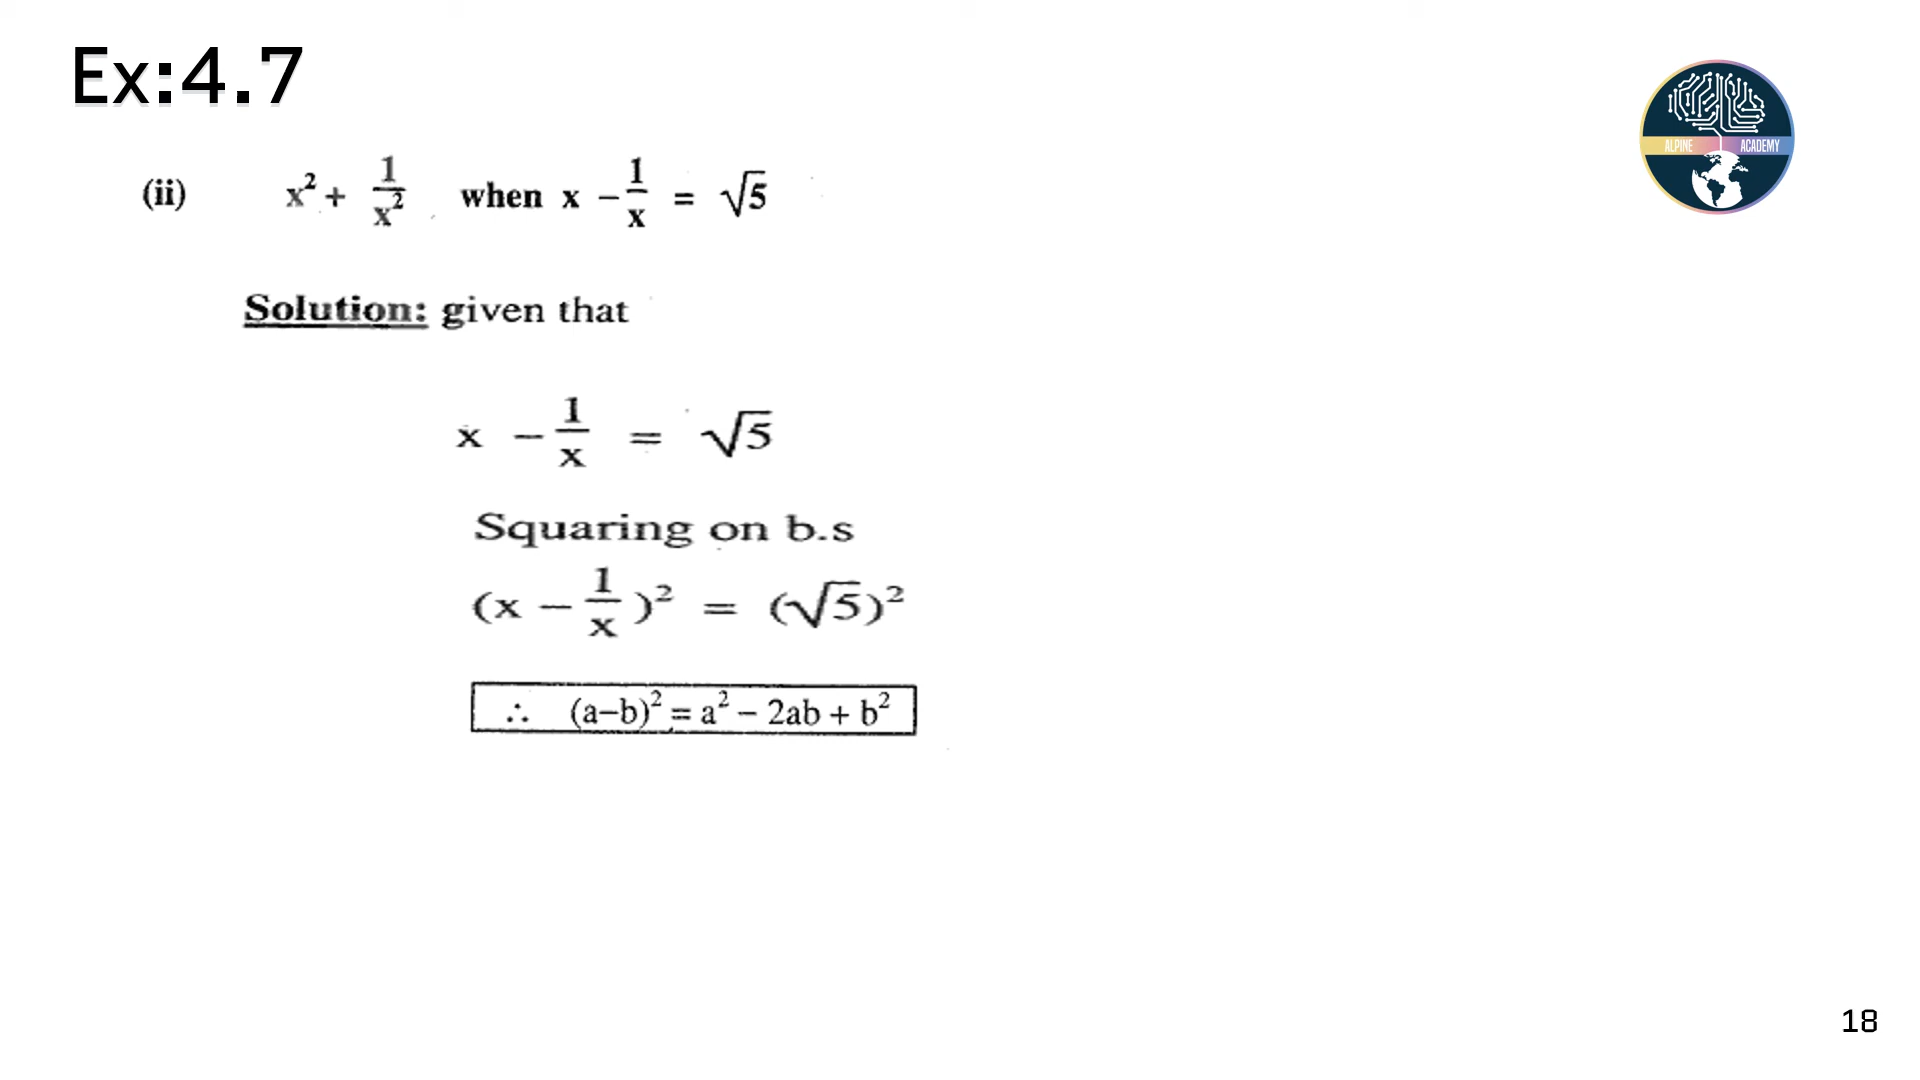 Ex:4.7
ALPINE ACADEMY
(ii) x² + 1/x² when x − 1/x = √5
Solution: given that
x − 1/x = √5
Squaring on b.s
(x − 1/x)² = (√5)²
∴ (a–b)² = a² – 2ab + b²
18